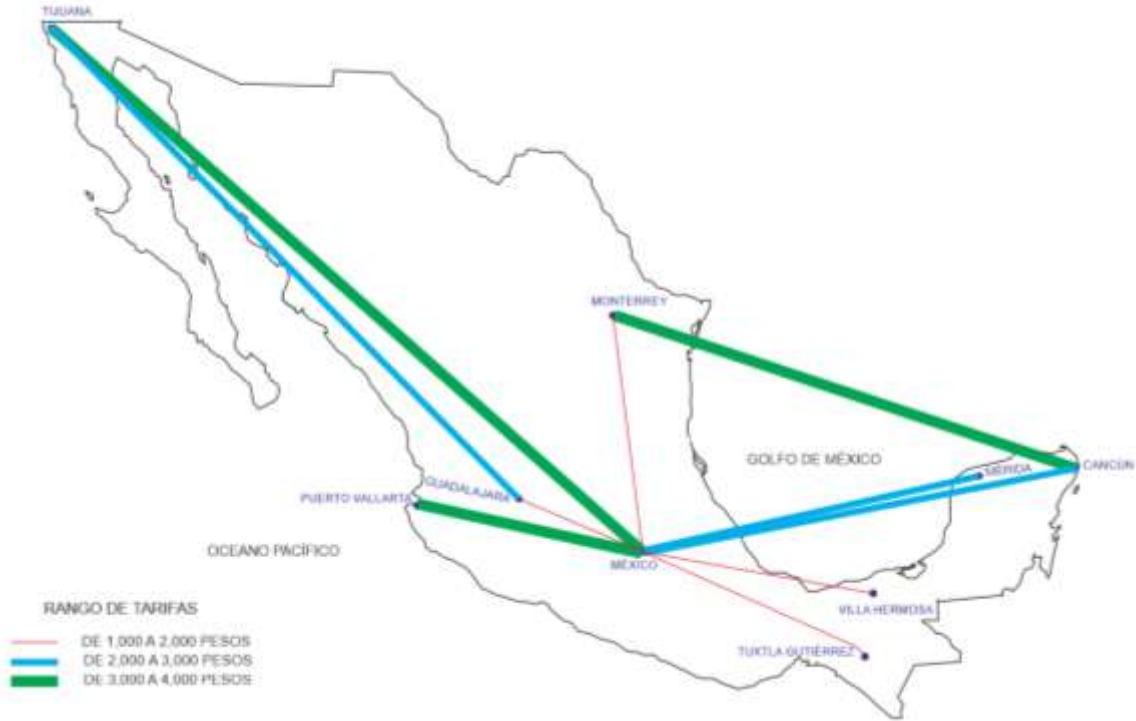 TIJUANA
MONTERREY
GOLFO DE MÉXICO
MÉRIDA
CANCÚN
GUADALAJARA
PUERTO VALLARTA
OCEANO PACÍFICO
MÉXICO
VILLA HERMOSA
TUXTLA GUTIÉRREZ
RANGO DE TARIFAS
DE 1,000 A 2,000 PESOS
DE 2,000 A 3,000 PESOS
DE 3,000 A 4,000 PESOS